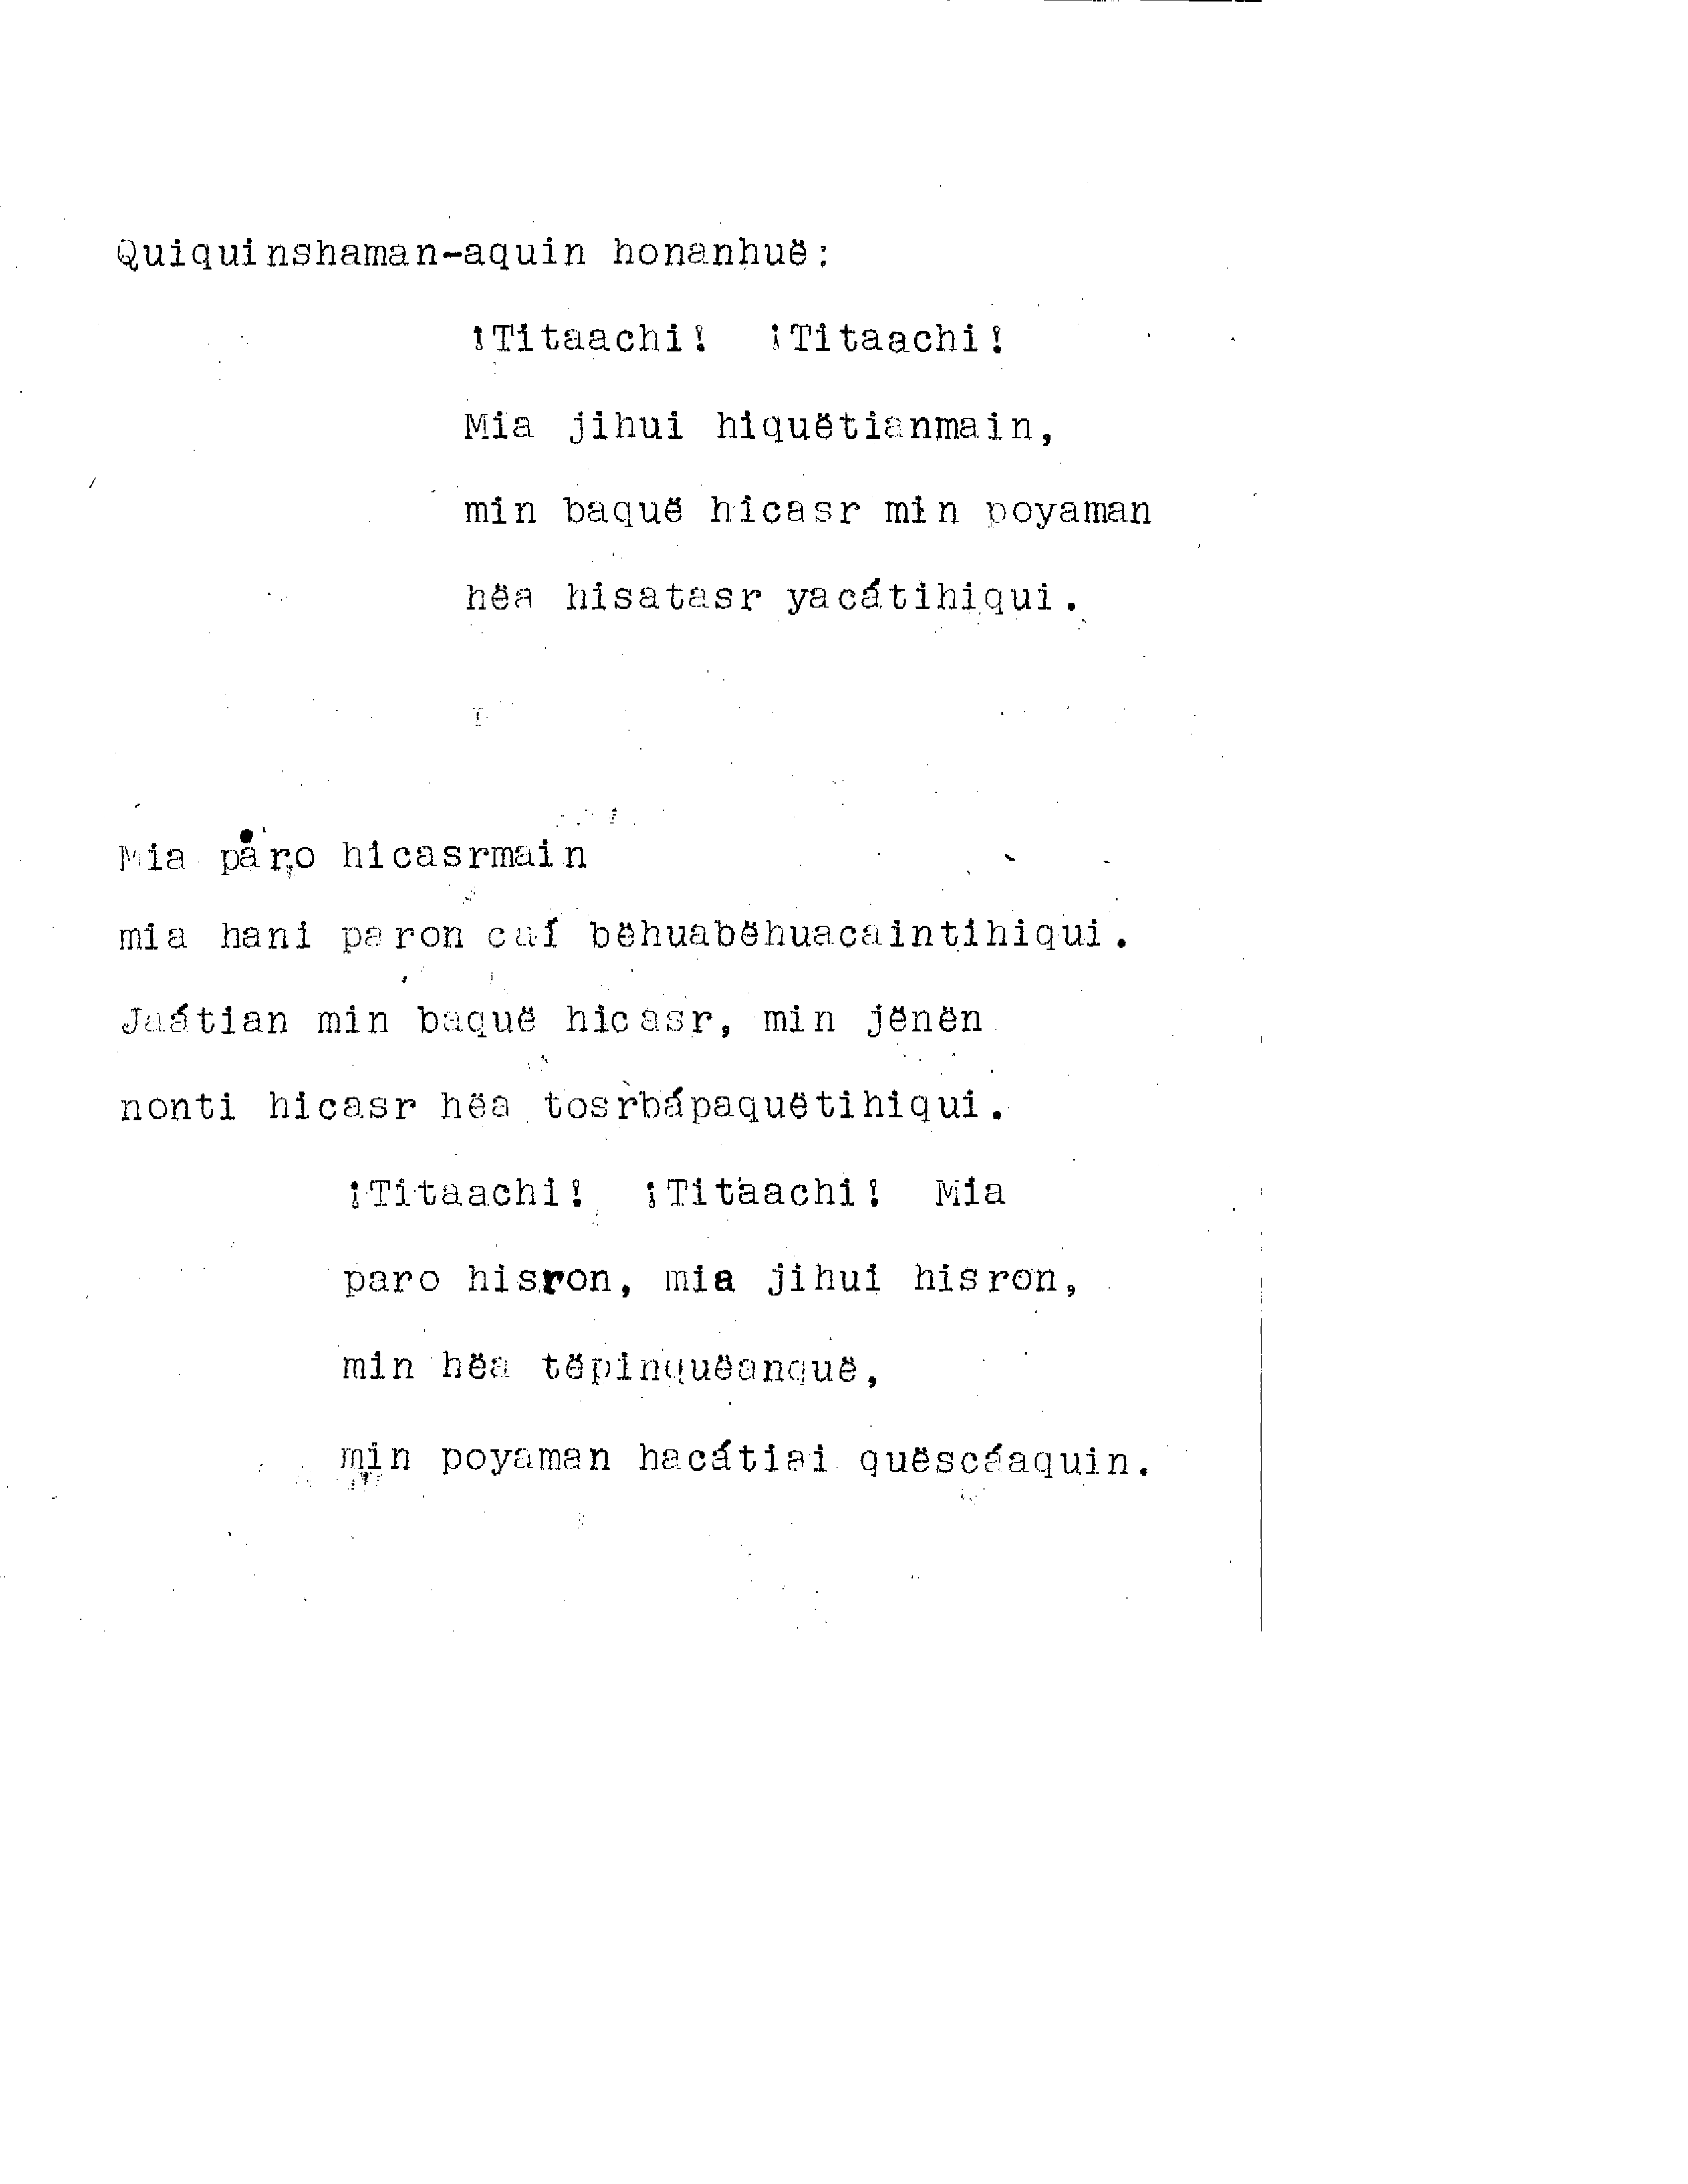 Quiquinshaman-aquin honanhuë:
¡Titaachi! ¡Titaachi!
Mia jihui hiquëtianmain,
min baquë hicasr min poyaman
hëa hisatasr yacátihiqui.
Mia paro hicasrmain
mia hani paron caí bëhuabëhuacaintihiqui.
Jaátian min baquë hicasr, min jënën
nonti hicasr hëa tosrbápaquëtihiqui.
¡Titaachi! ¡Titaachi! Mia
paro hisron, mia jihui hisron,
min hëa tëpinquëanquë,
min poyaman hacátiai quëscáaquin.